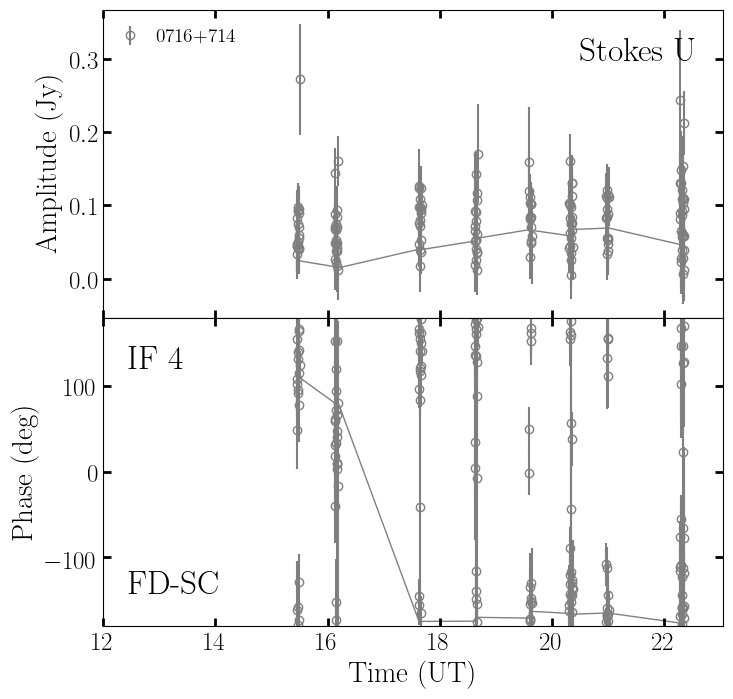 0716+714
Stokes U
0.3
0.2
0.1
0.0
Amplitude (Jy)
IF 4
100
0
−100
Phase (deg)
FD-SC
12 14 16 18 20 22
Time (UT)